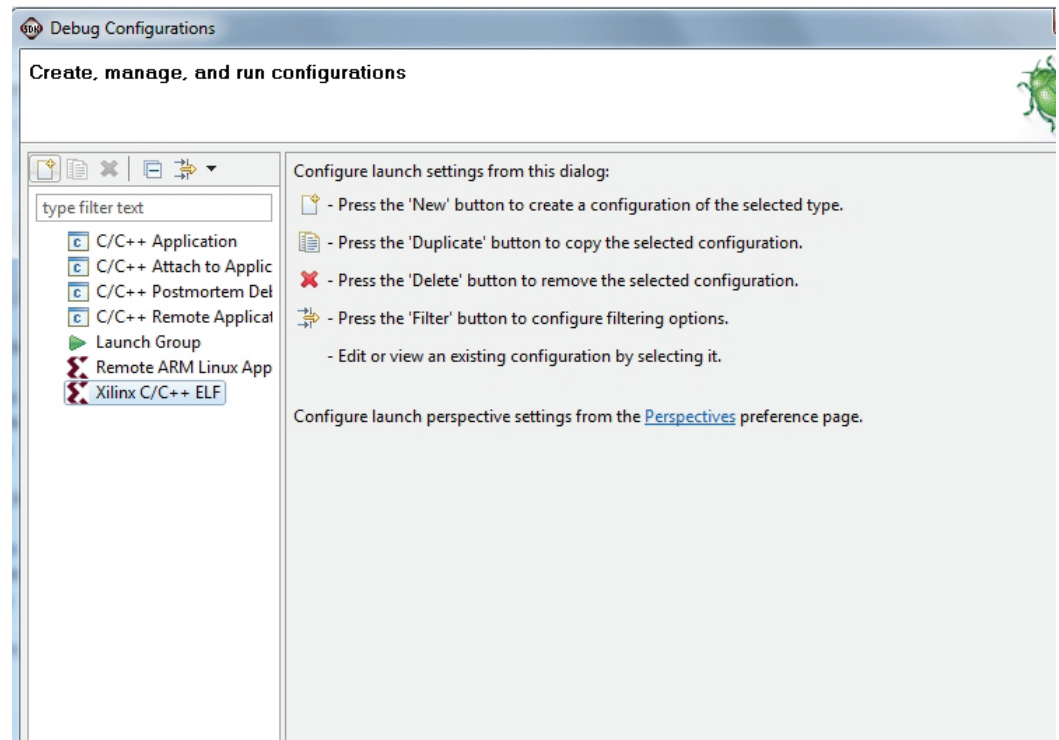 SDK Debug Configurations
Create, manage, and run configurations
type filter text
C/C++ Application
C/C++ Attach to Applic
C/C++ Postmortem Del
C/C++ Remote Applicat
Launch Group
Remote ARM Linux App
Xilinx C/C++ ELF
Configure launch settings from this dialog:
- Press the 'New' button to create a configuration of the selected type.
- Press the 'Duplicate' button to copy the selected configuration.
- Press the 'Delete' button to remove the selected configuration.
- Press the 'Filter' button to configure filtering options.
- Edit or view an existing configuration by selecting it.
Configure launch perspective settings from the Perspectives preference page.